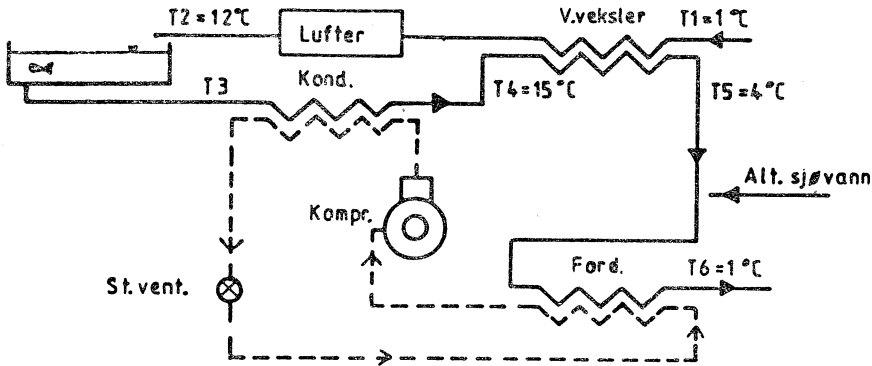 T2=12°C
Lufter
V.veksler
T1=1°C
T3
Kond.
T4=15°C
T5=4°C
Alt. sjøvann
Kompr.
Ford.
T6=1°C
St.vent.